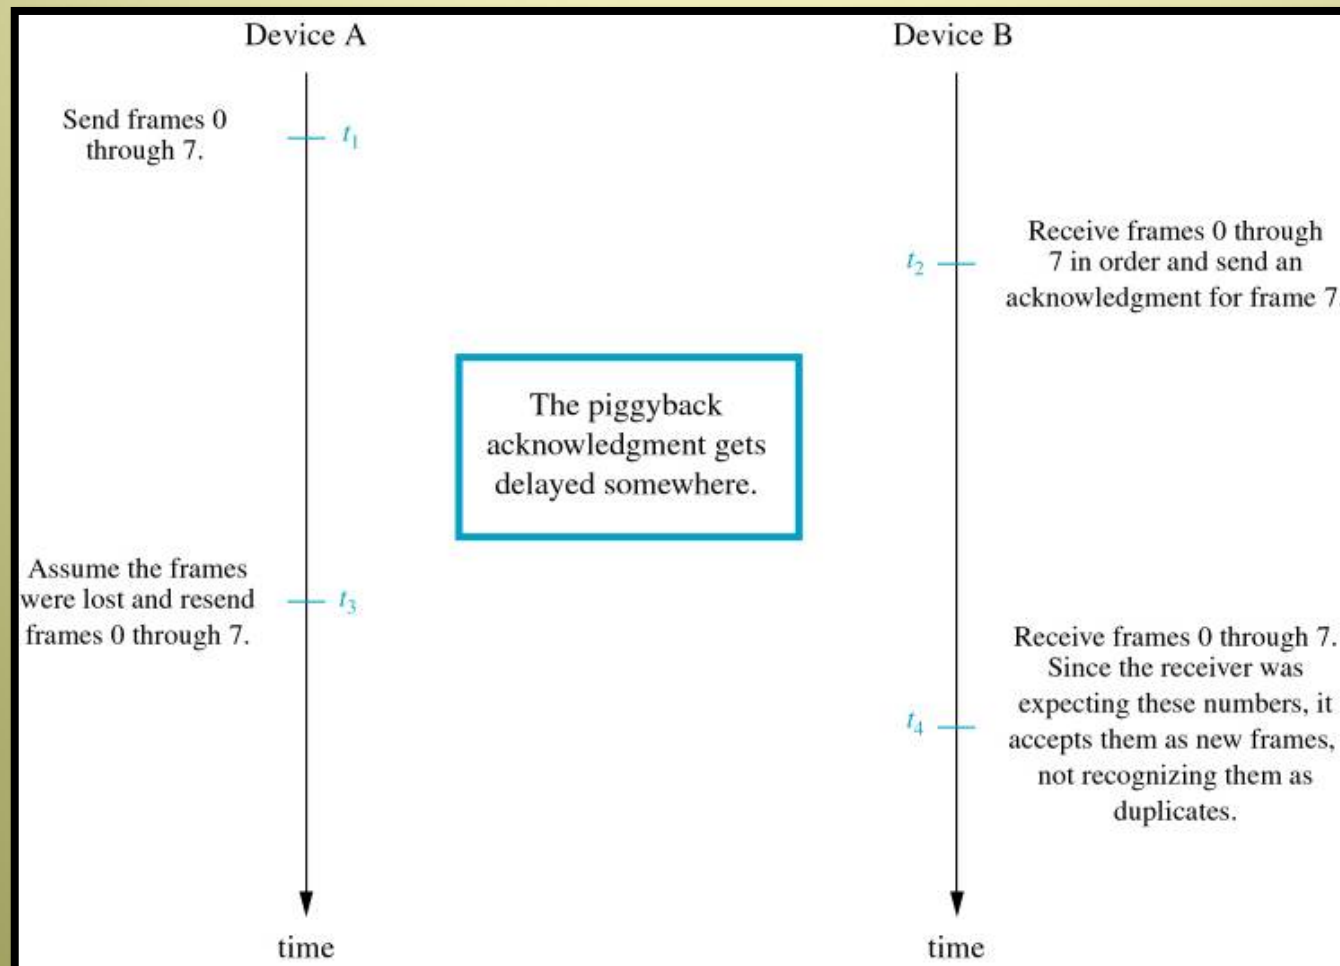 Device A
Device B
Send frames 0
through 7.
t1
t2
Receive frames 0 through
7 in order and send an
acknowledgment for frame 7.
The piggyback
acknowledgment gets
delayed somewhere.
Assume the frames
were lost and resend
frames 0 through 7.
t3
t4
Receive frames 0 through 7.
Since the receiver was
expecting these numbers, it
accepts them as new frames,
not recognizing them as
duplicates.
time
time